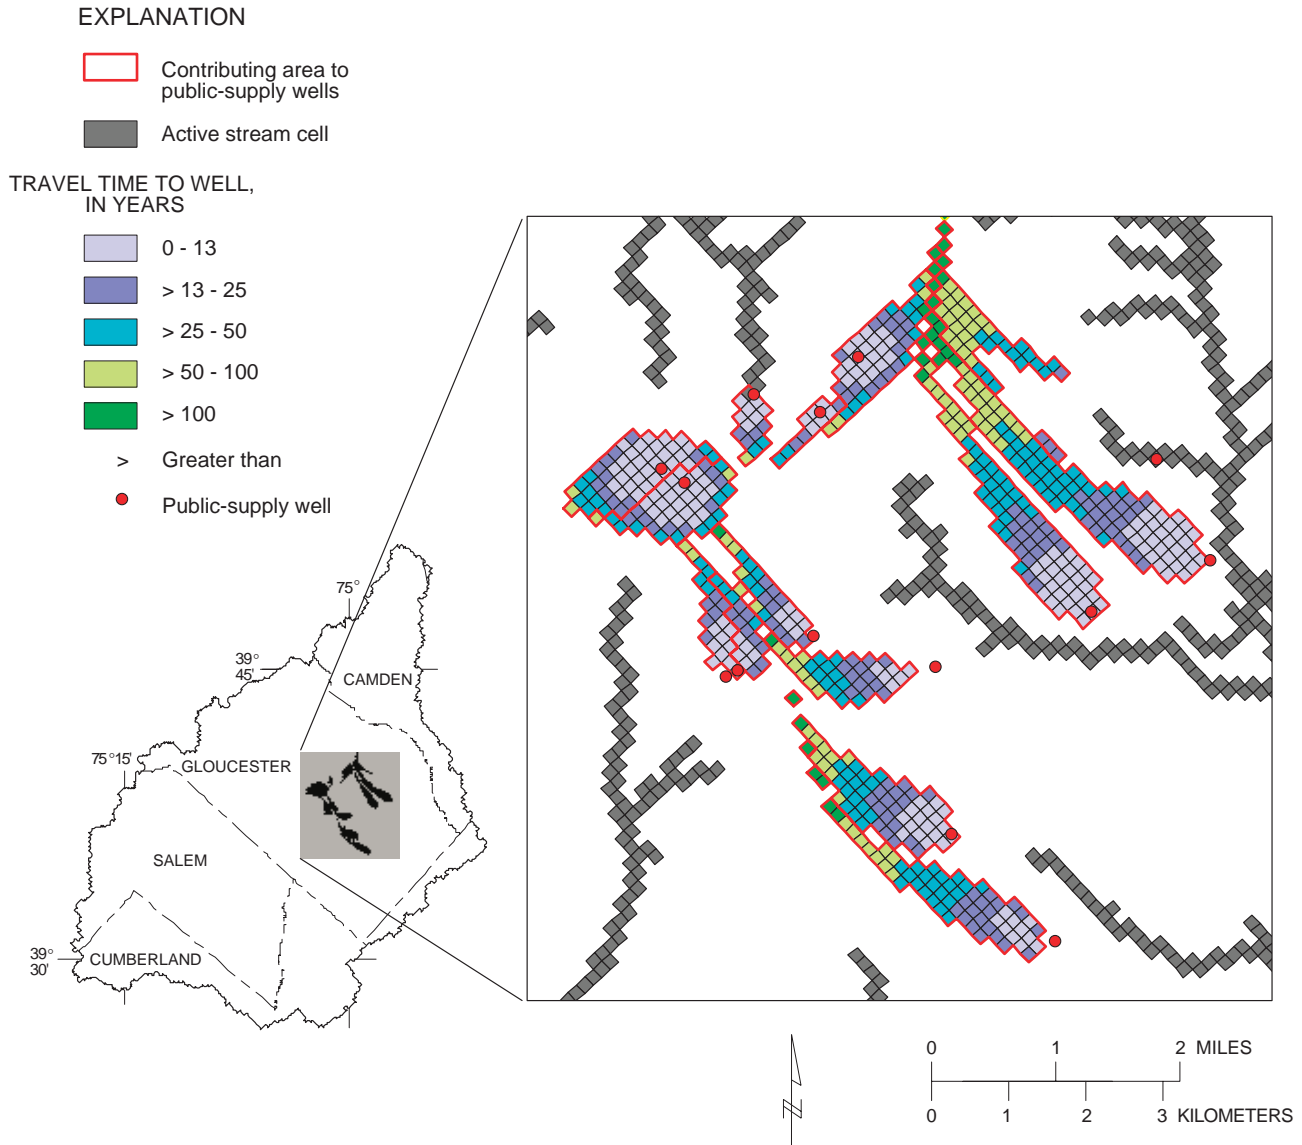 EXPLANATION
Contributing area to
public-supply wells
Active stream cell
TRAVEL TIME TO WELL,
IN YEARS
0 - 13
> 13 - 25
> 25 - 50
> 50 - 100
> 100
> Greater than
Public-supply well
75°
39°
45'
CAMDEN
75°15'
GLOUCESTER
SALEM
39°
30'
CUMBERLAND
N
0 1 2 MILES
0 1 2 3 KILOMETERS